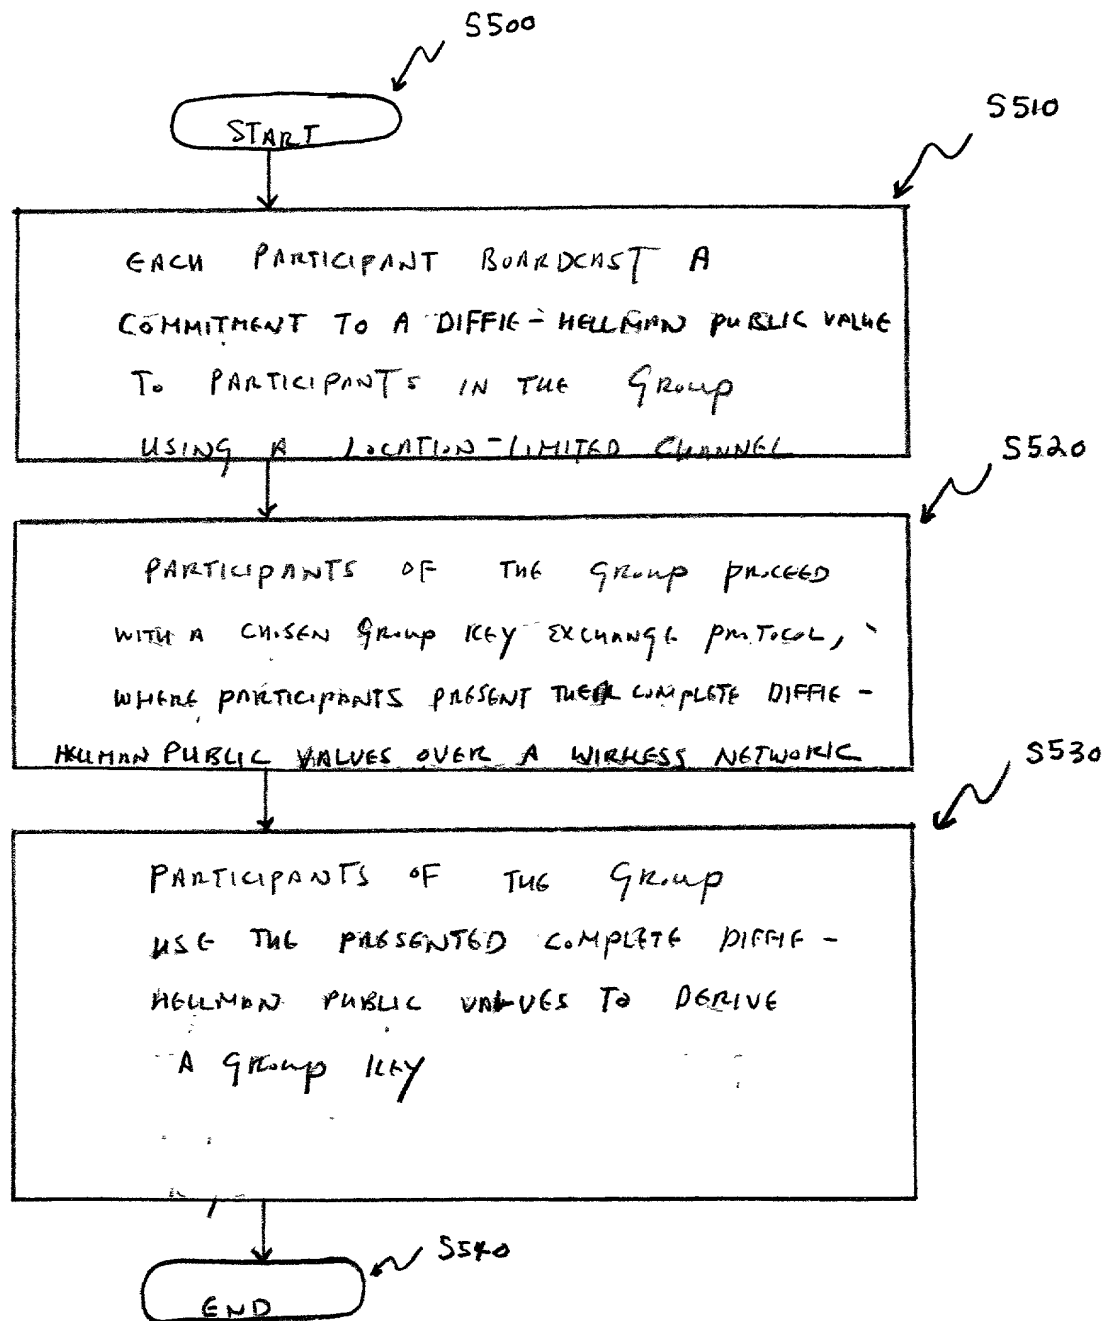 S500
START
S510
EACH PARTICIPANT BOARDCAST A
COMMITMENT TO A DIFFIE-HELLMAN PUBLIC VALUE
TO PARTICIPANTS IN THE GROUP
USING A LOCATION-LIMITED CHANNEL
S520
PARTICIPANTS OF THE GROUP PROCEED
WITH A CHOSEN GROUP KEY EXCHANGE PROTOCOL,
WHERE PARTICIPANTS PRESENT THEIR COMPLETE DIFFIE-
HELLMAN PUBLIC VALUES OVER A WIRELESS NETWORK
S530
PARTICIPANTS OF THE GROUP
USE THE PRESENTED COMPLETE DIFFIE-
HELLMAN PUBLIC VALUES TO DERIVE
A GROUP KEY
S540
END